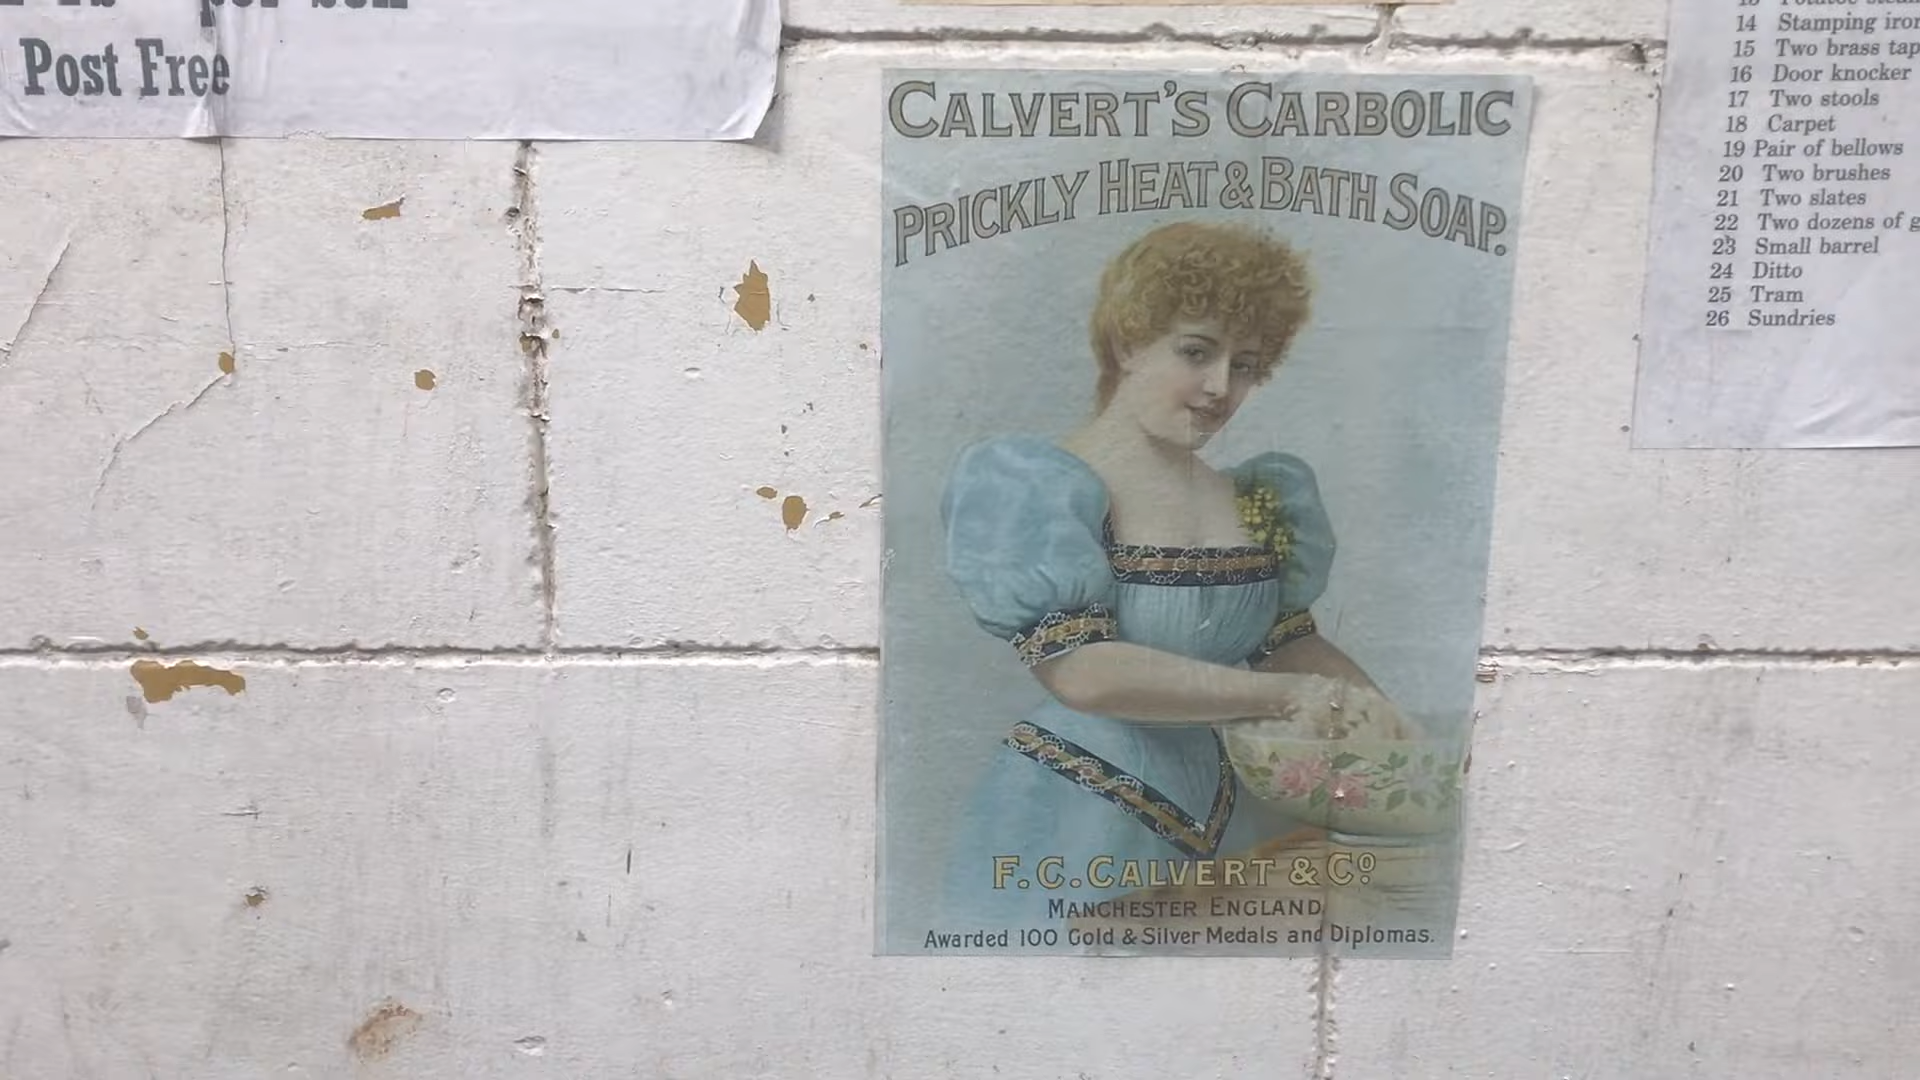 Post Free
CALVERT'S CARBOLIC
PRICKLY HEAT & BATH SOAP.
F. C. CALVERT & Co
MANCHESTER ENGLAND
Awarded 100 Gold & Silver Medals and Diplomas.
14 Stamping iron
15 Two brass tap
16 Door knocker
17 Two stools
18 Carpet
19 Pair of bellows
20 Two brushes
21 Two slates
22 Two dozens of
23 Small barrel
24 Ditto
25 Tram
26 Sundries